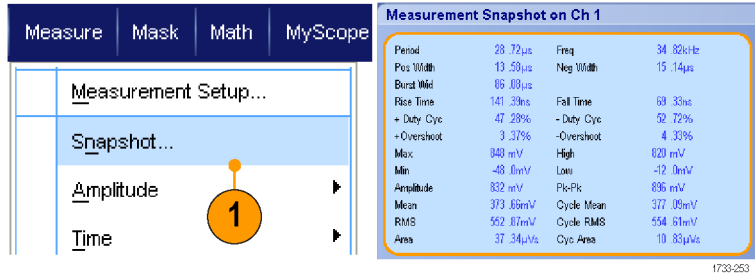 Measure Mask Math MyScope
Measurement Setup...
Snapshot...
Amplitude
Time
1
Measurement Snapshot on Ch 1
Period 28.72µs Freq 34.82kHz
Pos Width 13.58µs Neg Width 15.14µs
Burst Wid 86.08µs
Rise Time 141.39ns Fall Time 69.33ns
+ Duty Cyc 47.28% - Duty Cyc 52.72%
+Overshoot 3.37% -Overshoot 4.33%
Max 848 mV High 820 mV
Min -48.0mV Low -12.0mV
Amplitude 832 mV Pk-Pk 896 mV
Mean 373.66mV Cycle Mean 377.09mV
RMS 552.87mV Cycle RMS 554.61mV
Area 37.34µVs Cyc Area 10.83µVs
1733-253